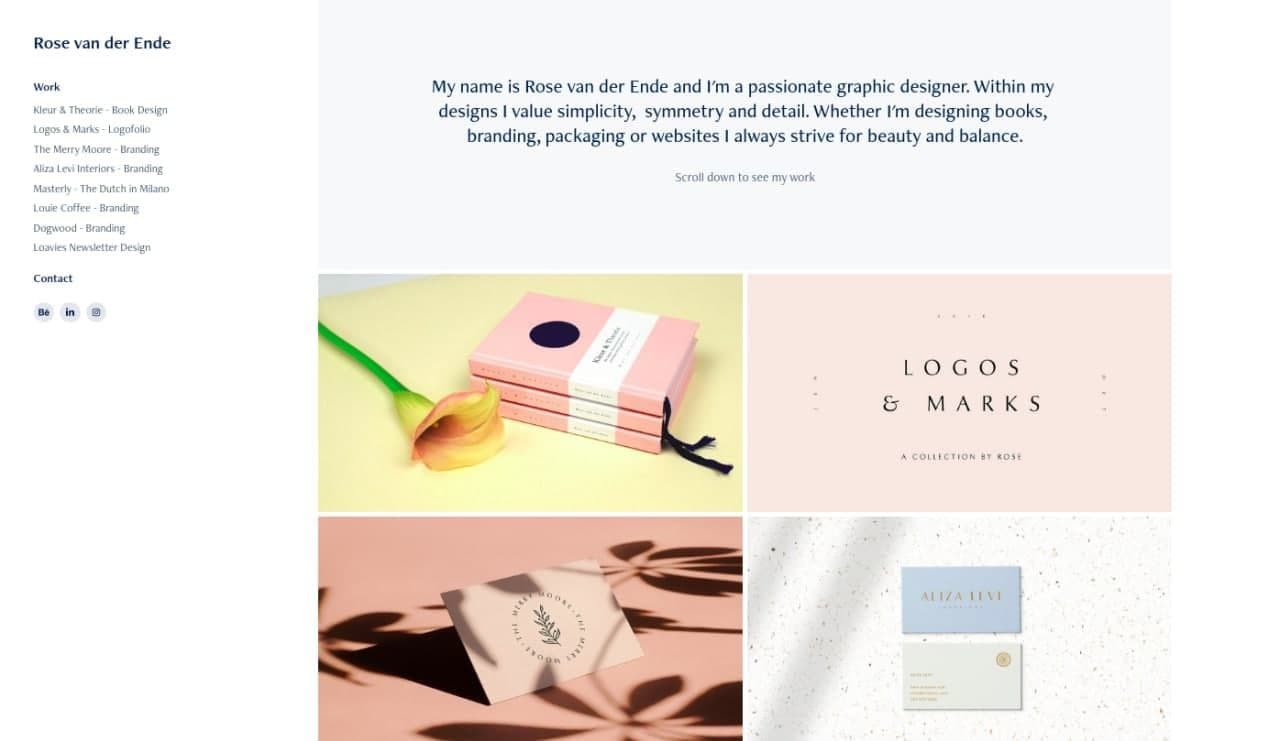 Rose van der Ende
Work
Kleur & Theorie - Book Design
Logos & Marks - Logofolio
The Merry Moore - Branding
Aliza Levi Interiors - Branding
Masterly - The Dutch in Milano
Louie Coffee - Branding
Dogwood - Branding
Loavies Newsletter Design
Contact
Bē
in
My name is Rose van der Ende and I'm a passionate graphic designer. Within my
designs I value simplicity,  symmetry and detail. Whether I'm designing books,
branding, packaging or websites I always strive for beauty and balance.
Scroll down to see my work
Kleur & Theorie
LOGOS
& MARKS
A COLLECTION BY ROSE
THE MERRY MOORE · THE MERRY MOORE ·
ALIZA LEVI